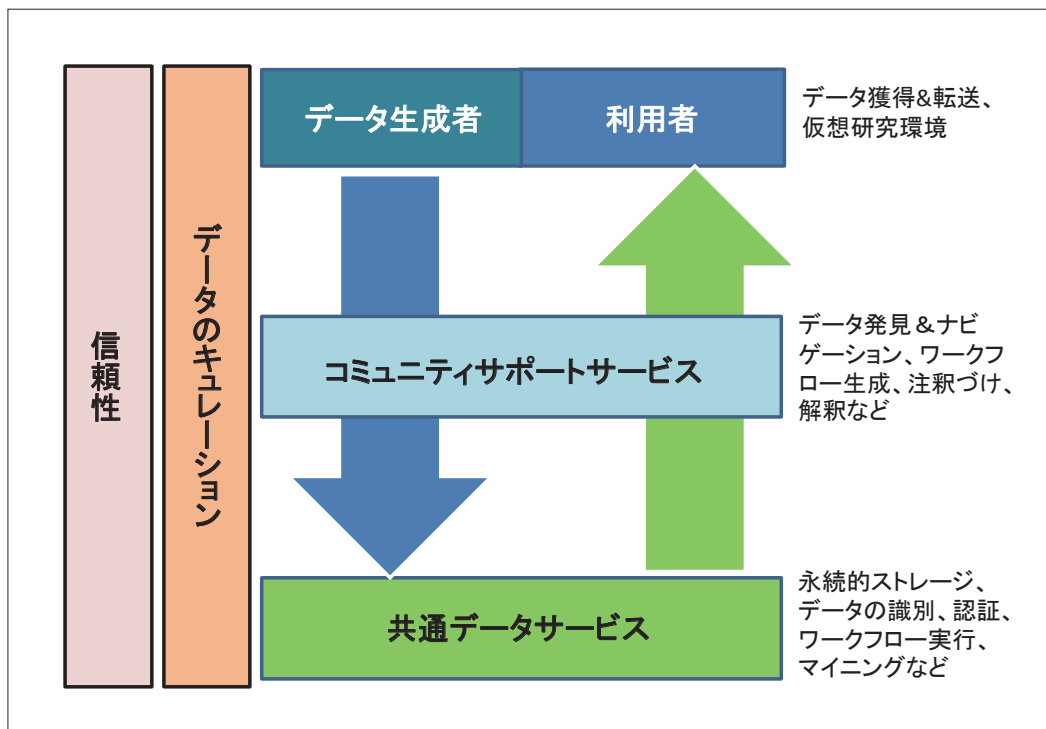 信頼性
データのキュレーション
データ生成者
利用者
データ獲得&転送、
仮想研究環境
コミュニティサポートサービス
データ発見＆ナビ
ゲーション、ワークフ
ロー生成、注釈づけ、
解釈など
共通データサービス
永続的ストレージ、
データの識別、認証、
ワークフロー実行、
マイニングなど